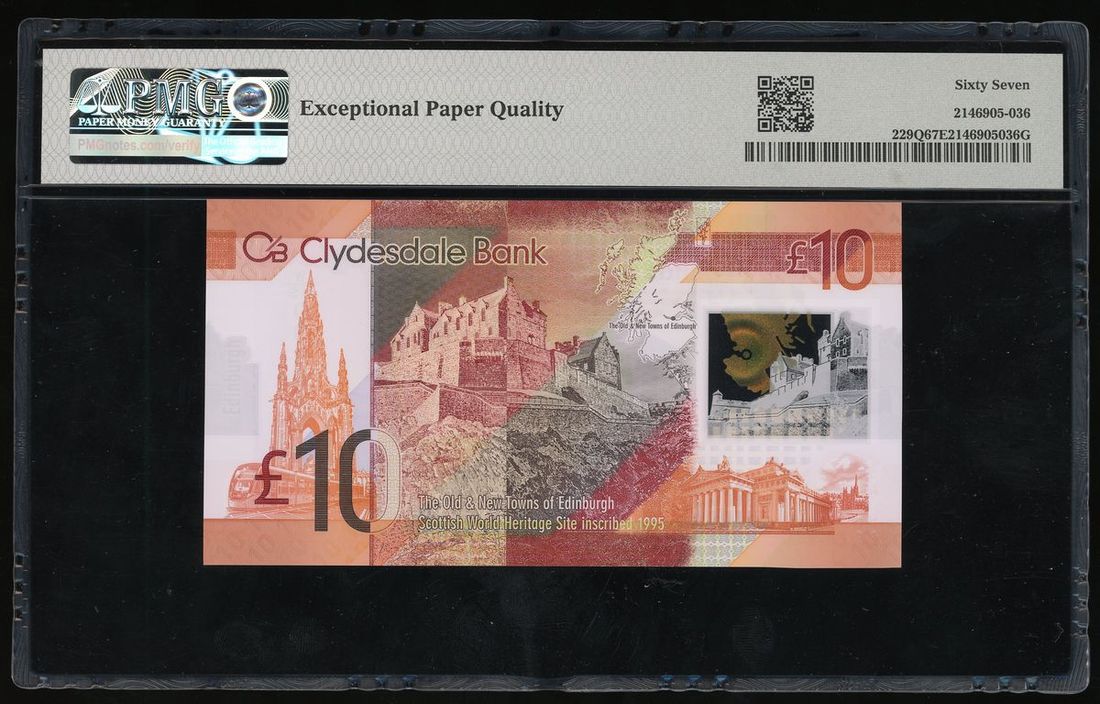 PMG
PAPER MONEY GUARANTY
PMGnotes.com/verify
Exceptional Paper Quality
Sixty Seven
2146905-036
229Q67E2146905036G
C/B Clydesdale Bank
£10
The Old & New Towns of Edinburgh
Edinburgh
£10
The Old & New Towns of Edinburgh
Scottish World Heritage Site inscribed 1995